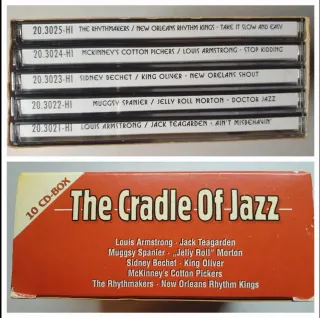 20.3025-HI THE RHYTHMAKERS / NEW ORLEANS RHYTHM KINGS - TAKE IT SLOW AND EASY
20.3024-HI MCKINNEY'S COTTON PICHERS / LOUIS ARMSTRONG - STOP KIDDING
20.3023-HI SIDNEY BECHET / KING OLIVER - NEW ORELANS SHOUT
20.3022-HI MUGGSY SPANIER / JELLY ROLL MORTON - DOCTOR JAZZ
20.3021-HI LOUIS ARMSTRONG / JACK TEAGARDEN - AIN'T MISBEHAVIN'
10 CD-BOX
The Cradle Of Jazz
Louis Armstrong - Jack Teagarden
Muggsy Spanier - „Jelly Roll" Morton
Sidney Bechet - King Oliver
McKinney's Cotton Pickers
The Rhythmakers - New Orleans Rhythm Kings